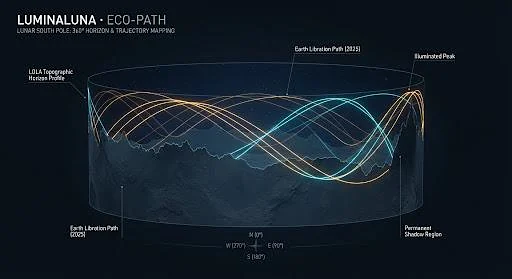 LUMINALUNA · ECO-PATH
LUNAR SOUTH POLE: 360° HORIZON & TRAJECTORY MAPPING
Earth Libration Path (2025)
Illuminated Peak
LOLA Topographic
Horizon Profile
Earth Libration Path
(2025)
Permanent
Shadow Region
N (0°)
W (270°)
E (90°)
S (180°)